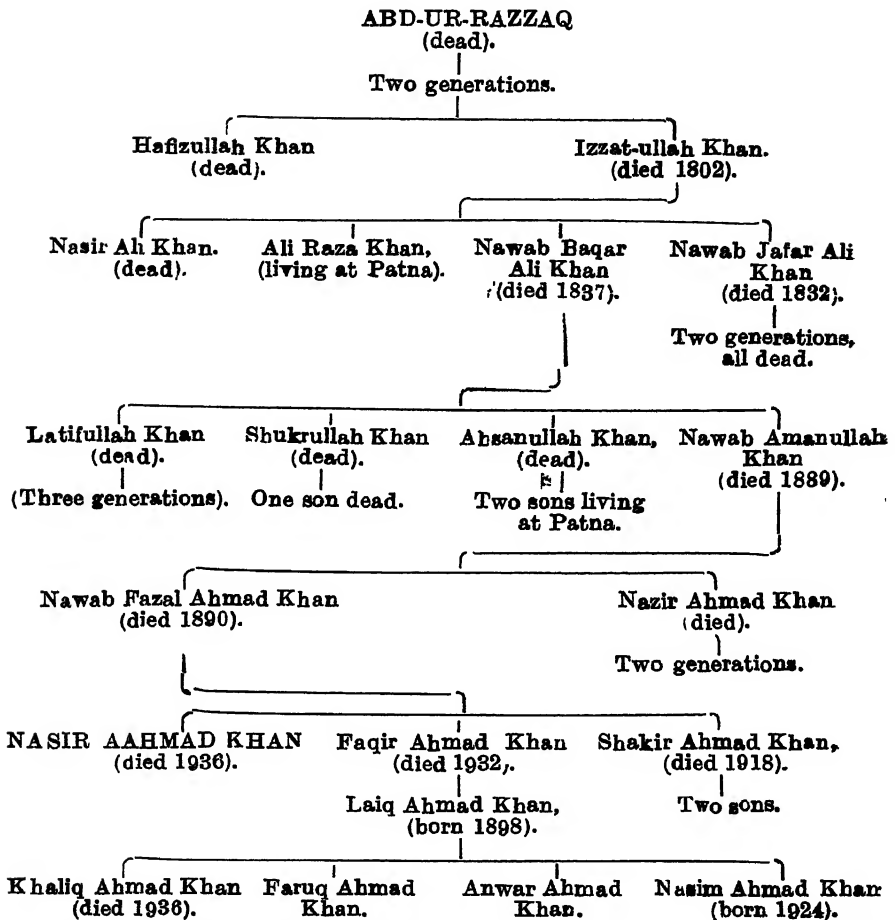 ABD-UR-RAZZAQ
(dead).
Two generations.
Hafizullah Khan
(dead).
Izzat-ullah Khan.
(died 1802).
Nasir Ali Khan.
(dead).
Ali Raza Khan,
(living at Patna).
Nawab Baqar
Ali Khan
(died 1837).
Nawab Jafar Ali
Khan
(died 1832).
Two generations,
all dead.
Latifullah Khan
(dead).
(Three generations).
Shukrullah Khan
(dead).
One son dead.
Ahsanullah Khan,
(dead).
Two sons living
at Patna.
Nawab Amanullah
Khan
(died 1889).
Nawab Fazal Ahmad Khan
(died 1890).
Nazir Ahmad Khan
(died).
Two generations.
NASIR AAHMAD KHAN
(died 1936).
Faqir Ahmad Khan
(died 1932,.
Shakir Ahmad Khan,
(died 1918).
Laiq Ahmad Khan,
(born 1898).
Two sons.
Khaliq Ahmad Khan
(died 1936).
Faruq Ahmad
Khan.
Anwar Ahmad
Khan.
Nasim Ahmad Khan
(born 1924).